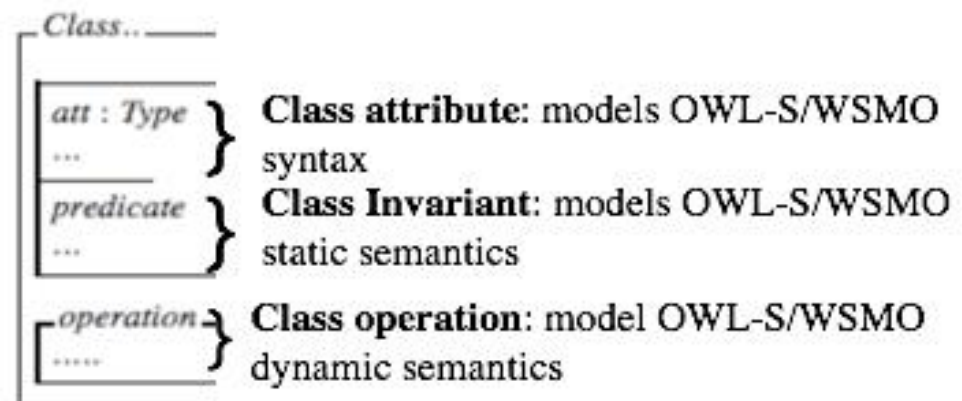 Class..
att : Type
...
Class attribute: models OWL-S/WSMO
syntax
predicate
...
Class Invariant: models OWL-S/WSMO
static semantics
operation
.....
Class operation: model OWL-S/WSMO
dynamic semantics